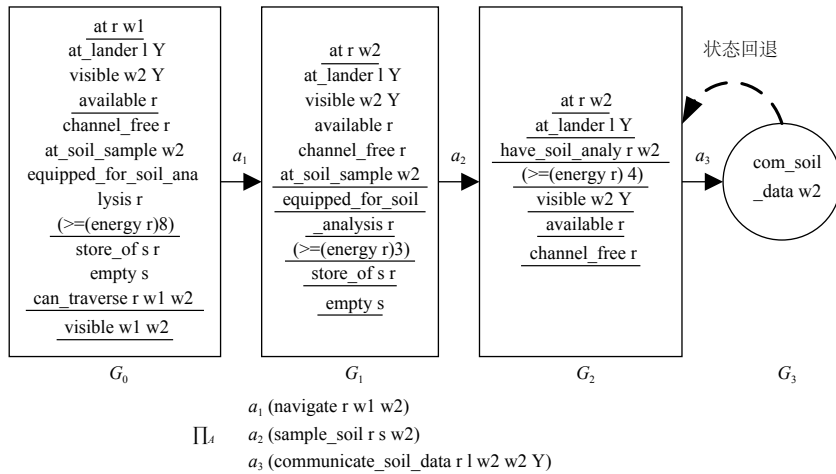 at r w1
at_lander l Y
visible w2 Y
available r
channel_free r
at_soil_sample w2
equipped_for_soil_ana
lysis r
(>=(energy r)8)
store_of s r
empty s
can_traverse r w1 w2
visible w1 w2
G0
a1
at r w2
at_lander l Y
visible w2 Y
available r
channel_free r
at_soil_sample w2
equipped_for_soil
_analysis r
(>=(energy r)3)
store_of s r
empty s
G1
a2
at r w2
at_lander l Y
have_soil_analy r w2
(>=(energy r) 4)
visible w2 Y
available r
channel_free r
G2
a3
状态回退
com_soil
_data w2
G3
∏A
a1 (navigate r w1 w2)
a2 (sample_soil r s w2)
a3 (communicate_soil_data r l w2 w2 Y)